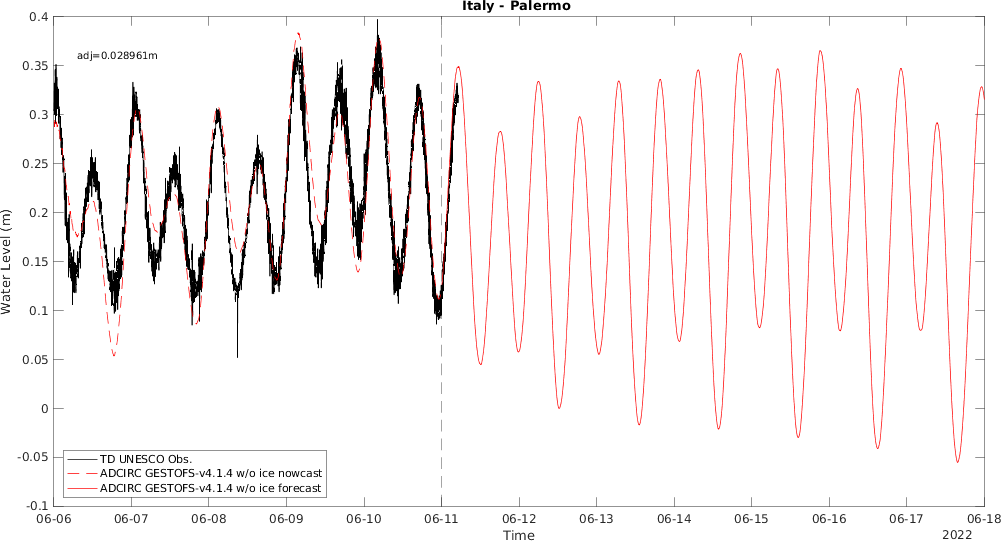 Italy - Palermo
adj=0.028961m
0.4
0.35
0.3
0.25
0.2
0.15
0.1
0.05
0
-0.05
-0.1
Water Level (m)
TD UNESCO Obs.
ADCIRC GESTOFS-v4.1.4 w/o ice nowcast
ADCIRC GESTOFS-v4.1.4 w/o ice forecast
06-06 06-07 06-08 06-09 06-10 06-11 06-12 06-13 06-14 06-15 06-16 06-17 06-18
Time
2022